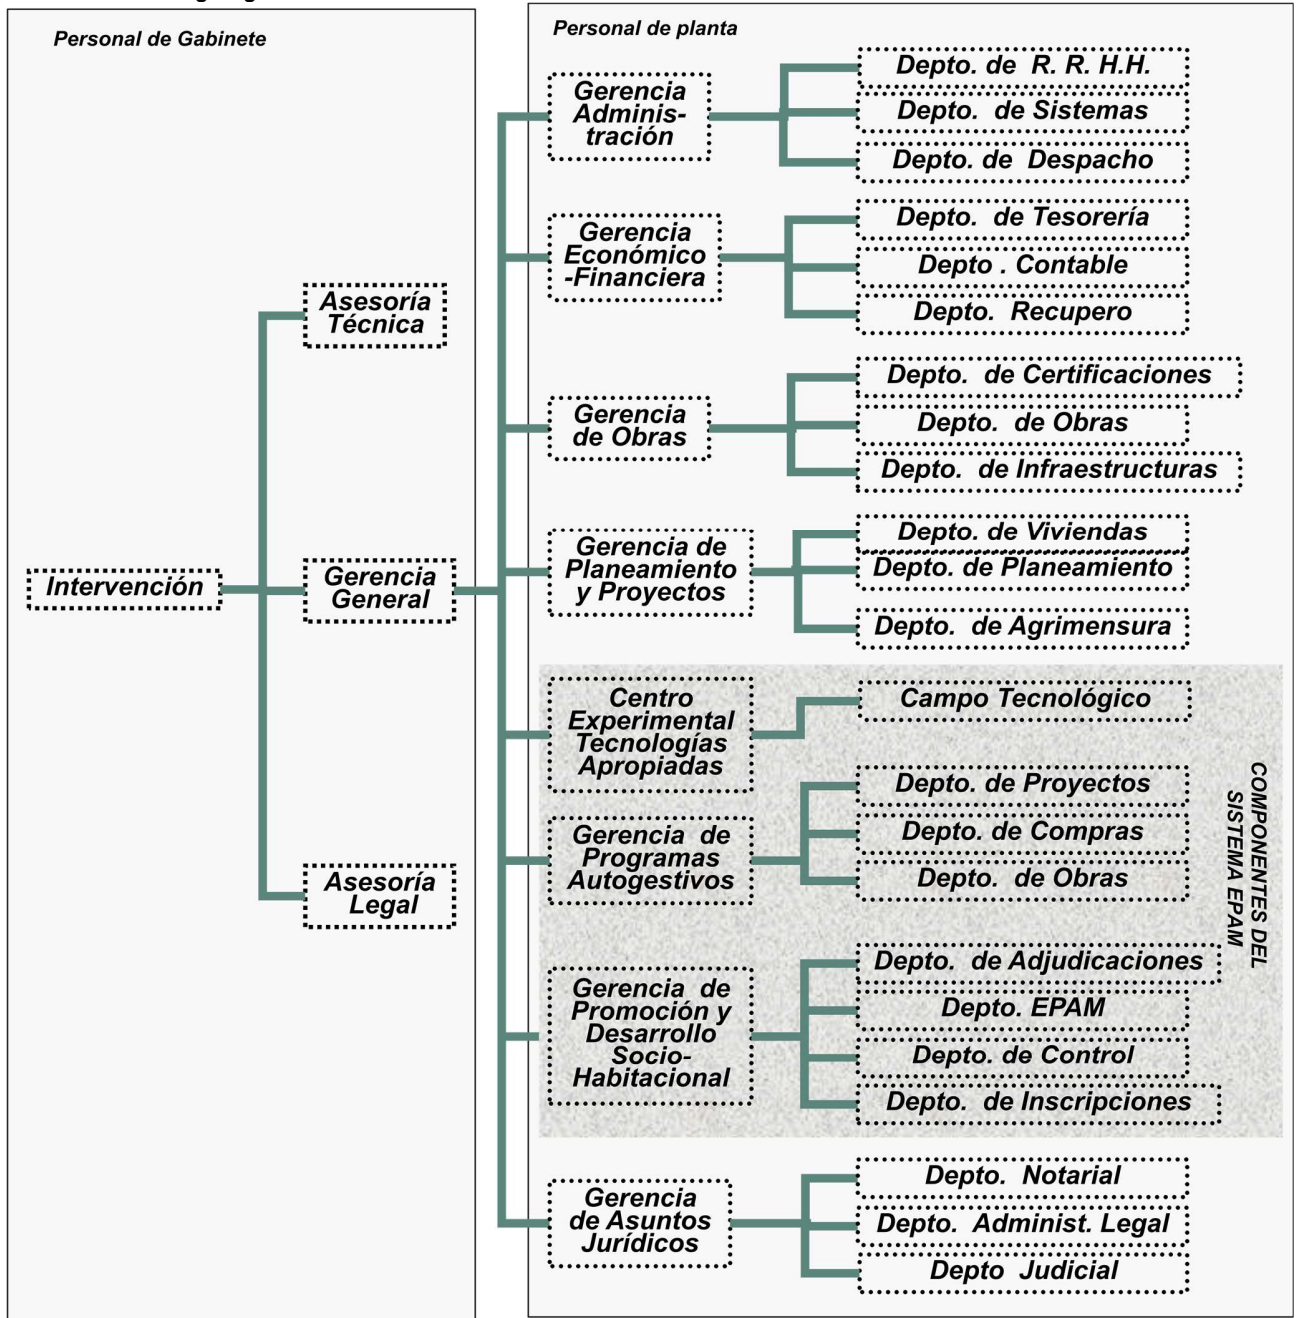 Personal de Gabinete
Intervención
Asesoría
Técnica
Gerencia
General
Asesoría
Legal
Personal de planta
Gerencia
Adminis-
tración
Depto. de R. R. H.H.
Depto. de Sistemas
Depto. de Despacho
Gerencia
Económico
-Financiera
Depto. de Tesorería
Depto . Contable
Depto. Recupero
Gerencia
de Obras
Depto. de Certificaciones
Depto. de Obras
Depto. de Infraestructuras
Gerencia de
Planeamiento
y Proyectos
Depto. de Viviendas
Depto. de Planeamiento
Depto. de Agrimensura
Centro
Experimental
Tecnologías
Apropiadas
Campo Tecnológico
Gerencia de
Programas
Autogestivos
Depto. de Proyectos
Depto. de Compras
Depto. de Obras
Gerencia de
Promoción y
Desarrollo
Socio-
Habitacional
Depto. de Adjudicaciones
Depto. EPAM
Depto. de Control
Depto. de Inscripciones
COMPONENTES DEL
SISTEMA EPAM
Gerencia
de Asuntos
Jurídicos
Depto. Notarial
Depto. Administ. Legal
Depto Judicial